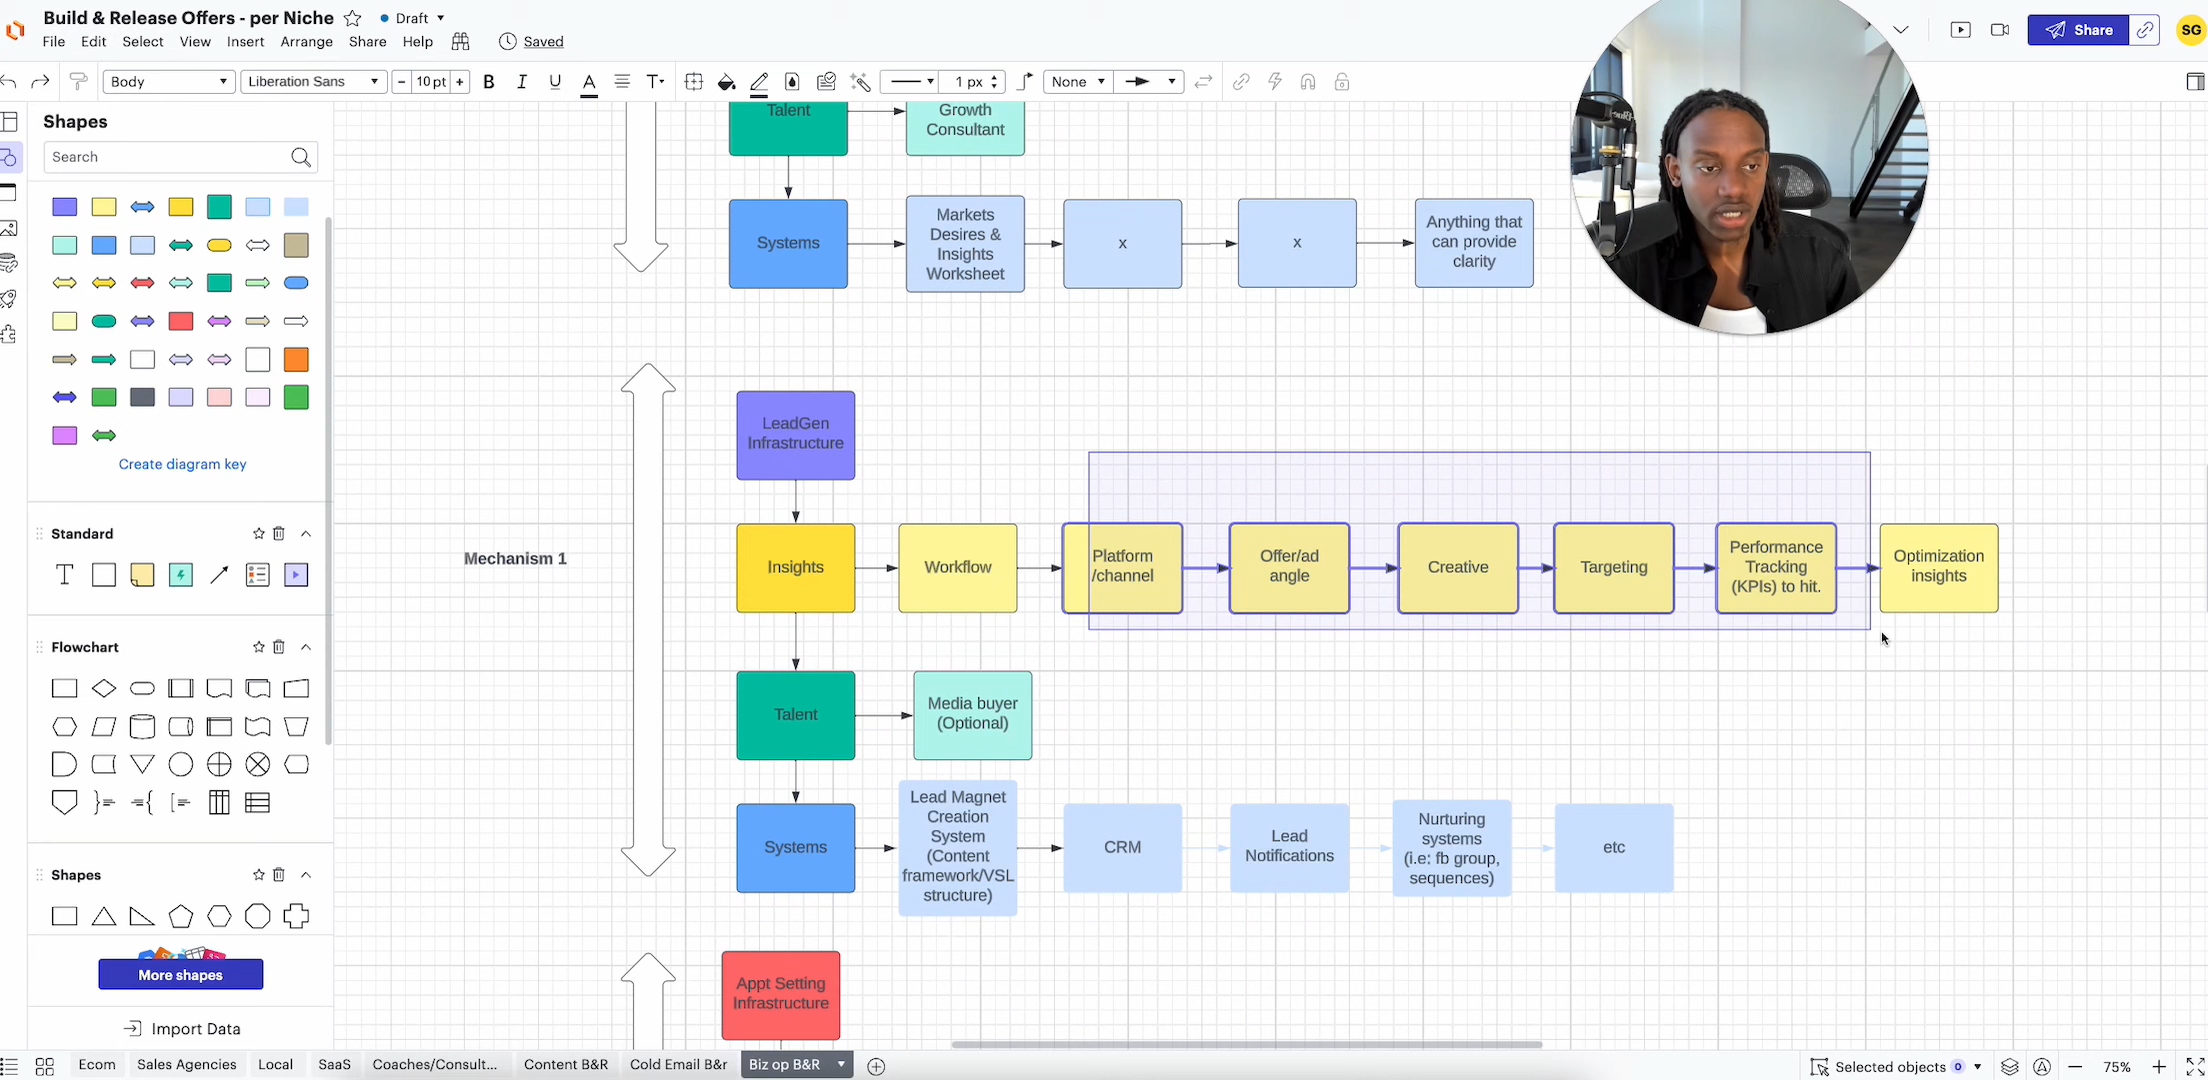 Build & Release Offers - per Niche
Draft
File Edit Select View Insert Arrange Share Help Saved
Share
SG
Body
Liberation Sans
10 pt
B I U A T
1 px
None
Shapes
Search
Create diagram key
Standard
T
Flowchart
Shapes
More shapes
Import Data
Talent
Growth
Consultant
Systems
Markets
Desires &
Insights
Worksheet
x
x
Anything that
can provide
clarity
Mechanism 1
LeadGen
Infrastructure
Insights
Workflow
Platform
/channel
Offer/ad
angle
Creative
Targeting
Performance
Tracking
(KPIs) to hit.
Optimization
insights
Talent
Media buyer
(Optional)
Systems
Lead Magnet
Creation
System
(Content
framework/VSL
structure)
CRM
Lead
Notifications
Nurturing
systems
(i.e: fb group,
sequences)
etc
Appt Setting
Infrastructure
Ecom Sales Agencies Local SaaS Coaches/Consult... Content B&R Cold Email B&r Biz op B&R
Selected objects 0
75%